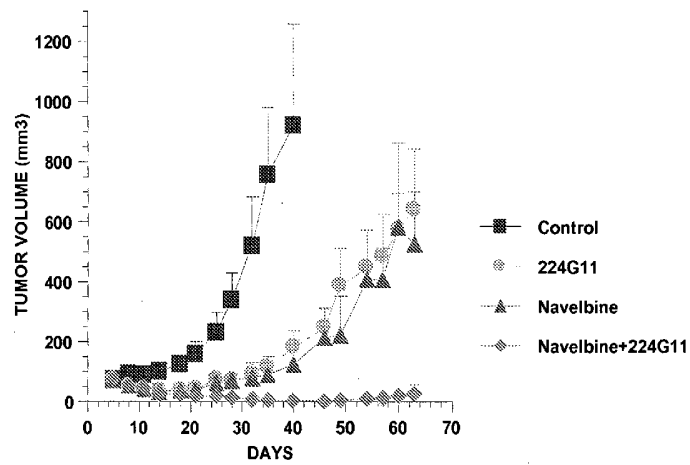 1200
1000
800
600
400
200
0
TUMOR VOLUME (mm3)
0 10 20 30 40 50 60 70
DAYS
Control
224G11
Navelbine
Navelbine+224G11